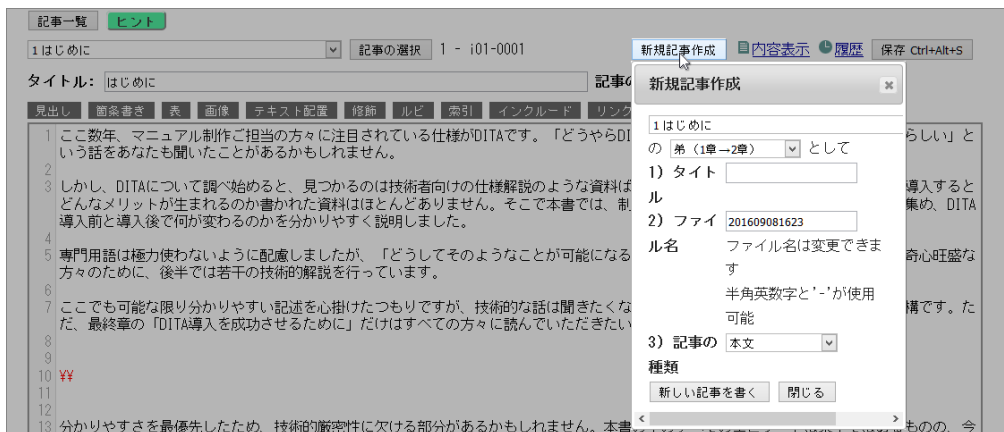 記事一覧 ヒント
1はじめに 記事の選択 1 - i01-0001 新規記事作成 内容表示 履歴 保存 Ctrl+Alt+S
タイトル: はじめに 記事の
見出し 箇条書き 表 画像 テキスト配置 修飾 ルビ 索引 インクルード リンク
1 ここ数年、マニュアル制作ご担当の方々に注目されている仕様がDITAです。「どうやらDI らしい」と
いう話をあなたも聞いたことがあるかもしれません。
2
3 しかし、DITAについて調べ始めると、見つかるのは技術者向けの仕様解説のような資料ば 導入すると
どんなメリットが生まれるのか書かれた資料はほとんどありません。そこで本書では、制 集め、DITA
導入前と導入後で何が変わるのかを分かりやすく説明しました。
4
5 専門用語は極力使わないように配慮しましたが、「どうしてそのようなことが可能になる 奇心旺盛な
方々のために、後半では若干の技術的解説を行っています。
6
7 ここでも可能な限り分かりやすい記述を心掛けたつもりですが、技術的な話は聞きたくな 構です。た
だ、最終章の「DITA導入を成功させるために」だけはすべての方々に読んでいただきたい
8
9
10 ¥¥
11
12
13 分かりやすさを最優先したため、技術的厳密性に欠ける部分があるかもしれません。本書
新規記事作成
1はじめに
の 弟 (1章→2章) として
1) タイト
ル
2) ファイ 201609081623
ル名 ファイル名は変更できま
す
半角英数字と'-'が使用
可能
3) 記事の 本文
種類
新しい記事を書く 閉じる